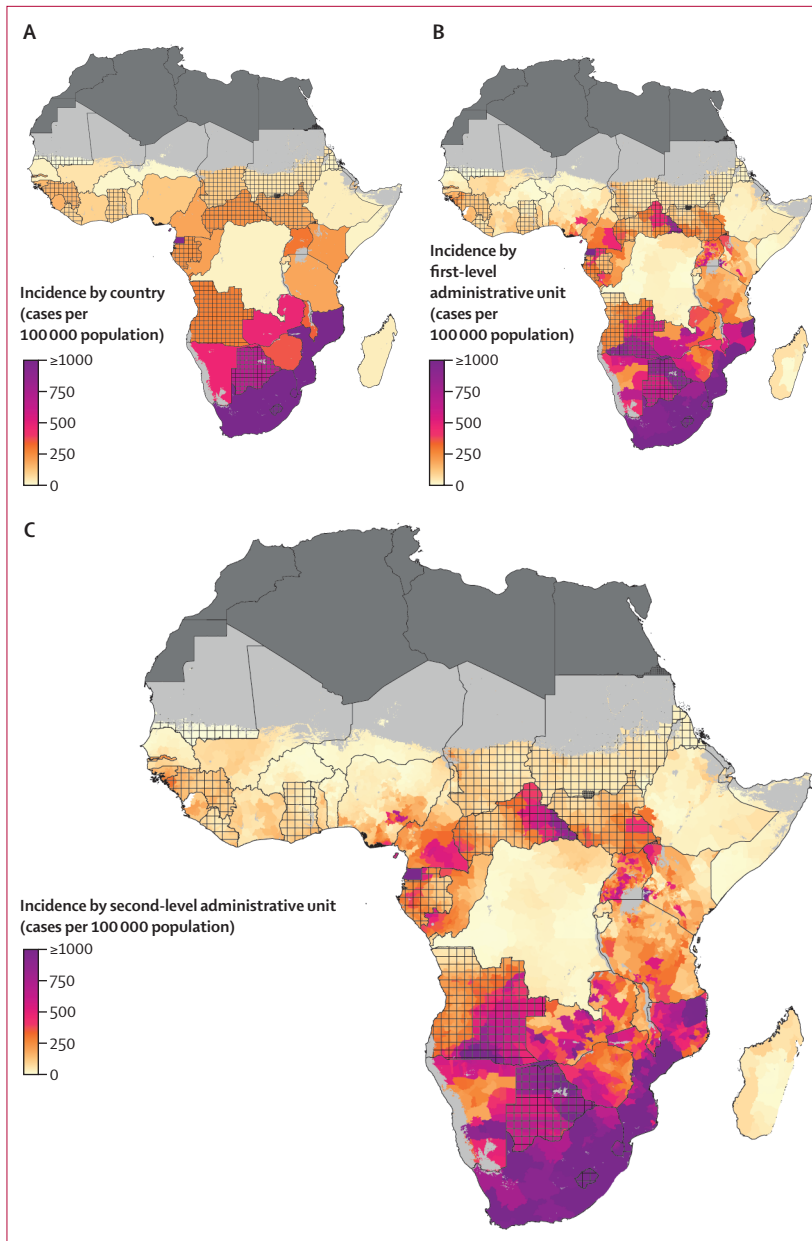 A
B
Incidence by country
(cases per
100 000 population)
≥1000
750
500
250
0
Incidence by
first-level
administrative unit
(cases per
100 000 population)
≥1000
750
500
250
0
C
Incidence by second-level administrative unit
(cases per 100 000 population)
≥1000
750
500
250
0